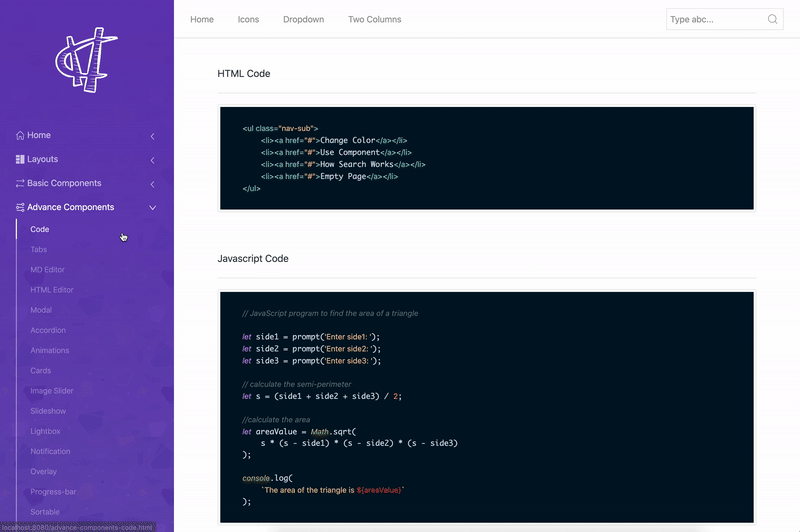 Home Icons Dropdown Two Columns
Type abc...
Home
Layouts
Basic Components
Advance Components
Code
Tabs
MD Editor
HTML Editor
Modal
Accordion
Animations
Cards
Image Slider
Slideshow
Lightbox
Notification
Overlay
Progress-bar
Sortable
localhost:8080/advance-components-code.html
HTML Code
<ul class="nav-sub">
<li><a href="#">Change Color</a></li>
<li><a href="#">Use Component</a></li>
<li><a href="#">How Search Works</a></li>
<li><a href="#">Empty Page</a></li>
</ul>
Javascript Code
// JavaScript program to find the area of a triangle
let side1 = prompt('Enter side1: ');
let side2 = prompt('Enter side2: ');
let side3 = prompt('Enter side3: ');
// calculate the semi-perimeter
let s = (side1 + side2 + side3) / 2;
//calculate the area
let areaValue = Math.sqrt(
s * (s - side1) * (s - side2) * (s - side3)
);
console.log(
`The area of the triangle is ${areaValue}`
);